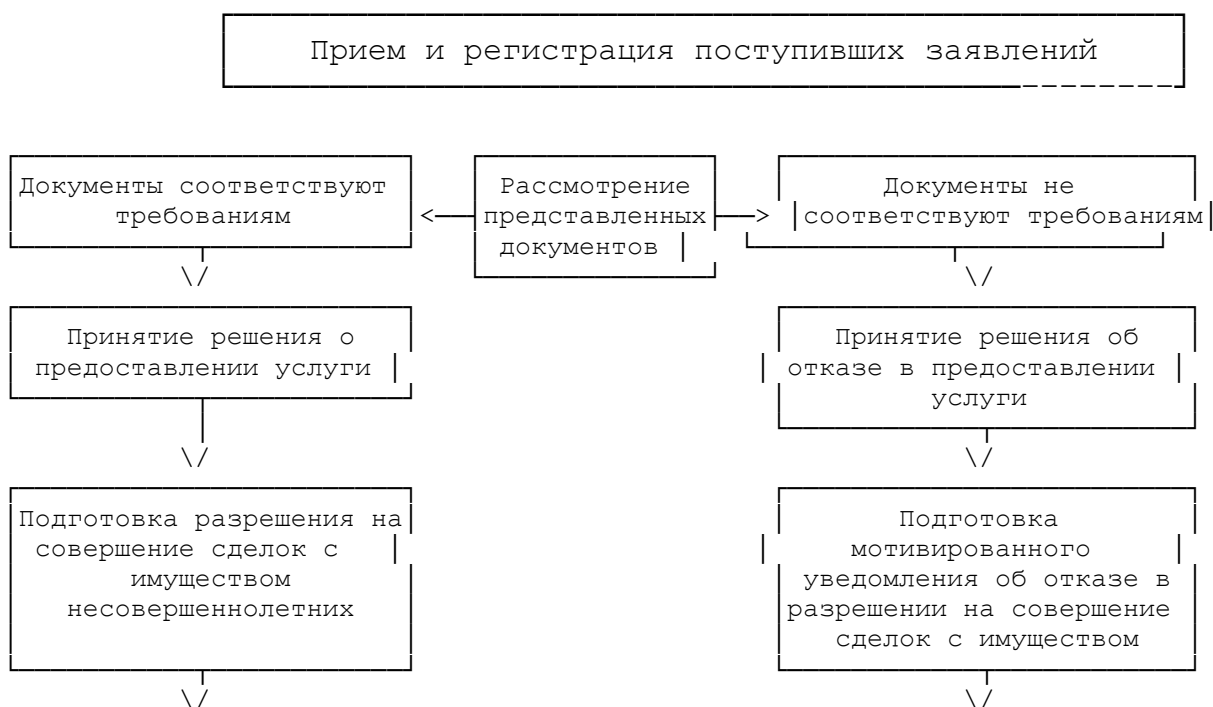 Прием и регистрация поступивших заявлений
Документы соответствуют
требованиям
Рассмотрение
представленных
документов
Документы не
соответствуют требованиям
Принятие решения о
предоставлении услуги
Принятие решения об
отказе в предоставлении
услуги
Подготовка разрешения на
совершение сделок с
имуществом
несовершеннолетних
Подготовка
мотивированного
уведомления об отказе в
разрешении на совершение
сделок с имуществом